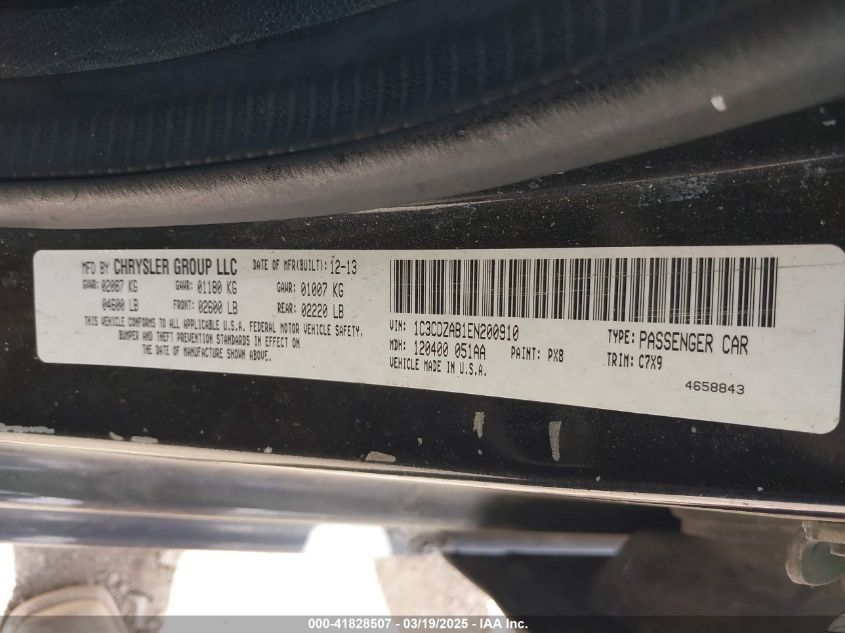 MFD BY CHRYSLER GROUP LLC DATE OF MFR(BUILT): 12-13
GVWR: 02087 KG GAWR: 01180 KG GAWR: 01007 KG
04600 LB FRONT: 02600 LB REAR: 02220 LB
THIS VEHICLE CONFORMS TO ALL APPLICABLE U.S.A. FEDERAL MOTOR VEHICLE SAFETY,
BUMPER AND THEFT PREVENTION STANDARDS IN EFFECT ON
THE DATE OF MANUFACTURE SHOWN ABOVE.
VIN: 1C3CDZAB1EN200910 TYPE: PASSENGER CAR
MDH: 120400 051AA PAINT: PX8 TRIM: C7X9
VEHICLE MADE IN U.S.A.
4658843
000-41828507 - 03/19/2025 - IAA Inc.